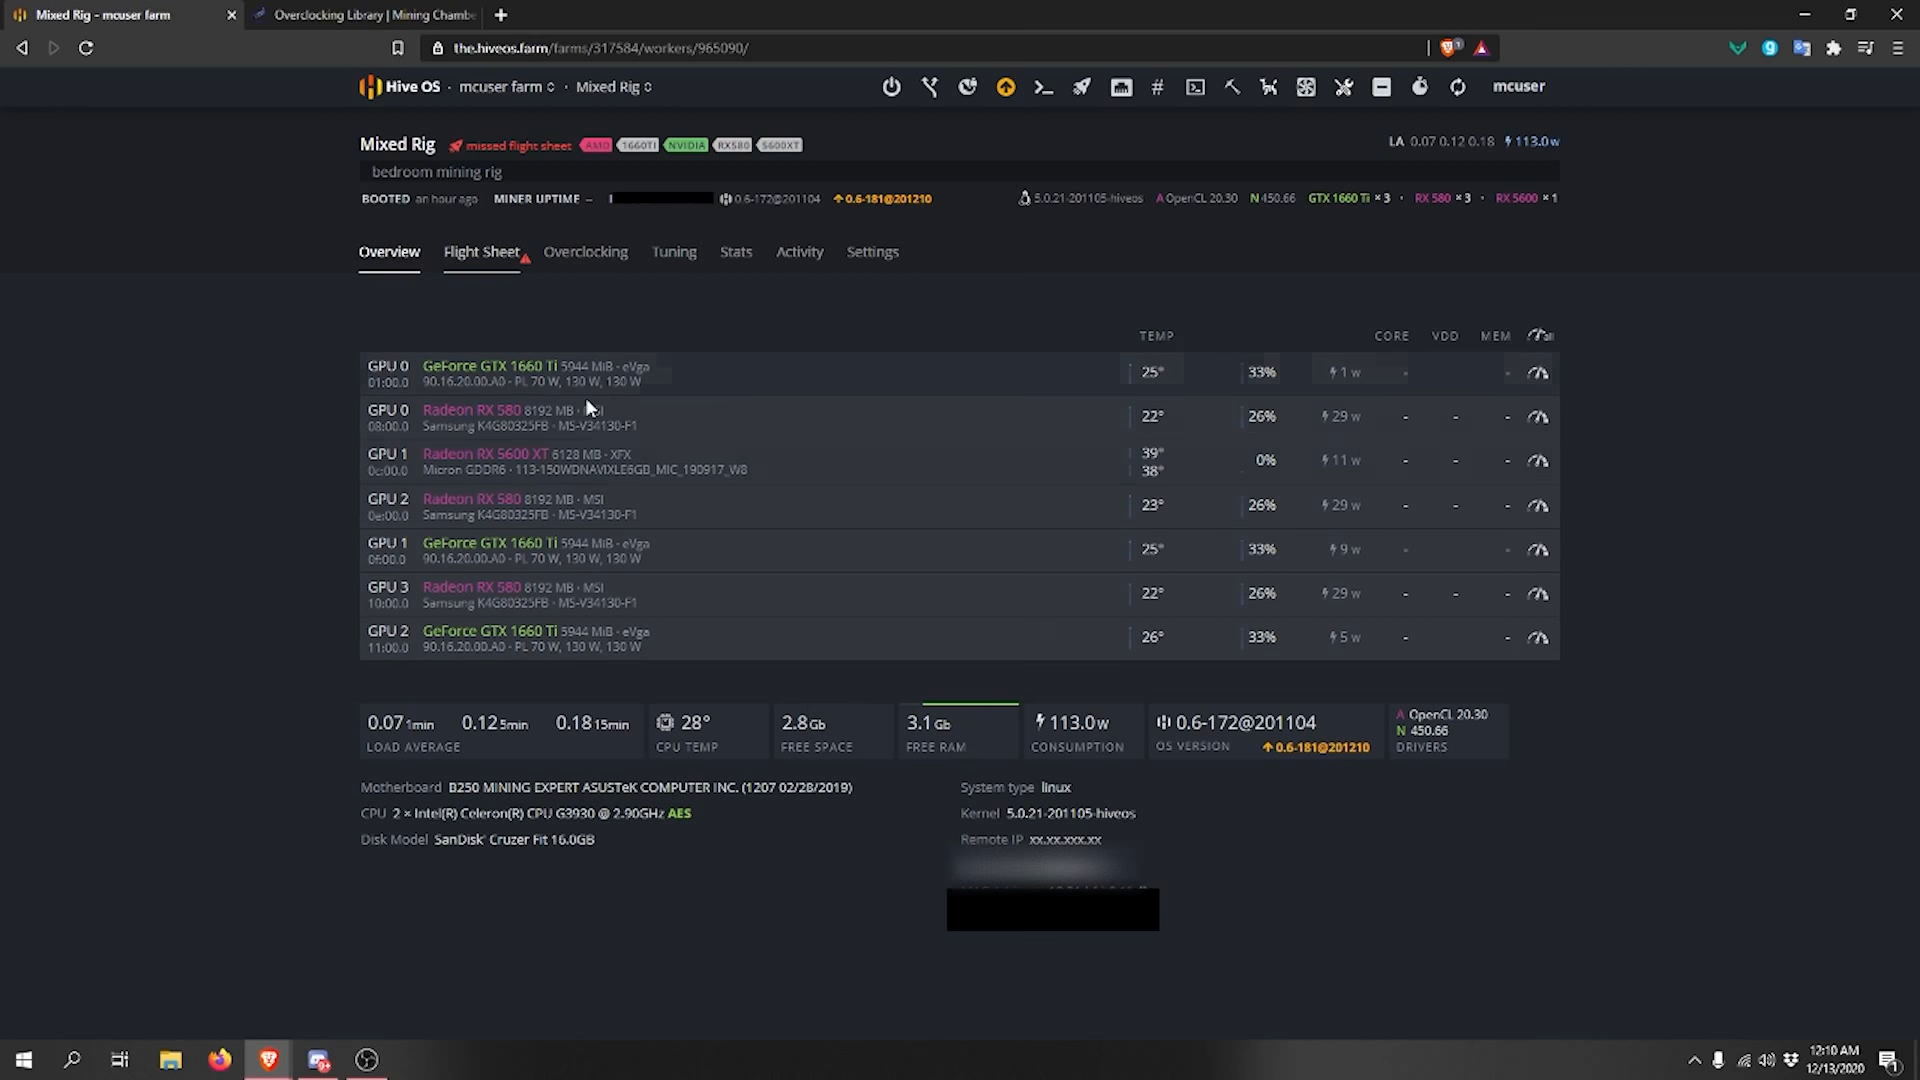 Mixed Rig - mcuser farm
Overclocking Library | Mining Chambe
the.hiveos.farm/farms/317584/workers/965090/
Hive OS · mcuser farm · Mixed Rig
mcuser
Mixed Rig missed flight sheet AMD 1660TI NVIDIA RX580 5600XT
LA 0.07 0.12 0.18 113.0w
bedroom mining rig
BOOTED an hour ago MINER UPTIME – 0.6-172@201104 0.6-181@201210
5.0.21-201105-hiveos A OpenCL 20.30 N 450.66 GTX 1660 Ti × 3 · RX 580 × 3 · RX 5600 × 1
Overview Flight Sheet Overclocking Tuning Stats Activity Settings
TEMP CORE VDD MEM
GPU 0 GeForce GTX 1660 Ti 5944 MiB · eVga 25° 33% 1 w - -
01:00.0 90.16.20.00.A0 · PL 70 W, 130 W, 130 W
GPU 0 Radeon RX 580 8192 MB · 22° 26% 29 w - - -
08:00.0 Samsung K4G80325FB · MS-V34130-F1
GPU 1 Radeon RX 5600 XT 6128 MB · XFX 39° 0% 11 w - - -
0c:00.0 Micron GDDR6 · 113-150WDNAVIXLE6GB_MIC_190917_W8 38°
GPU 2 Radeon RX 580 8192 MB · MSI 23° 26% 29 w - - -
0e:00.0 Samsung K4G80325FB · MS-V34130-F1
GPU 1 GeForce GTX 1660 Ti 5944 MiB · eVga 25° 33% 9 w - -
0f:00.0 90.16.20.00.A0 · PL 70 W, 130 W, 130 W
GPU 3 Radeon RX 580 8192 MB · MSI 22° 26% 29 w - - -
10:00.0 Samsung K4G80325FB · MS-V34130-F1
GPU 2 GeForce GTX 1660 Ti 5944 MiB · eVga 26° 33% 5 w - -
11:00.0 90.16.20.00.A0 · PL 70 W, 130 W, 130 W
0.07 1min 0.12 5min 0.18 15min
LOAD AVERAGE
28°
CPU TEMP
2.8Gb
FREE SPACE
3.1Gb
FREE RAM
113.0w
CONSUMPTION
0.6-172@201104
OS VERSION 0.6-181@201210
A OpenCL 20.30
N 450.66
DRIVERS
Motherboard B250 MINING EXPERT ASUSTeK COMPUTER INC. (1207 02/28/2019)
CPU 2 × Intel(R) Celeron(R) CPU G3930 @ 2.90GHz AES
Disk Model SanDisk' Cruzer Fit 16.0GB
System type linux
Kernel 5.0.21-201105-hiveos
Remote IP xx.xx.xxx.xx
12:10 AM
12/13/2020